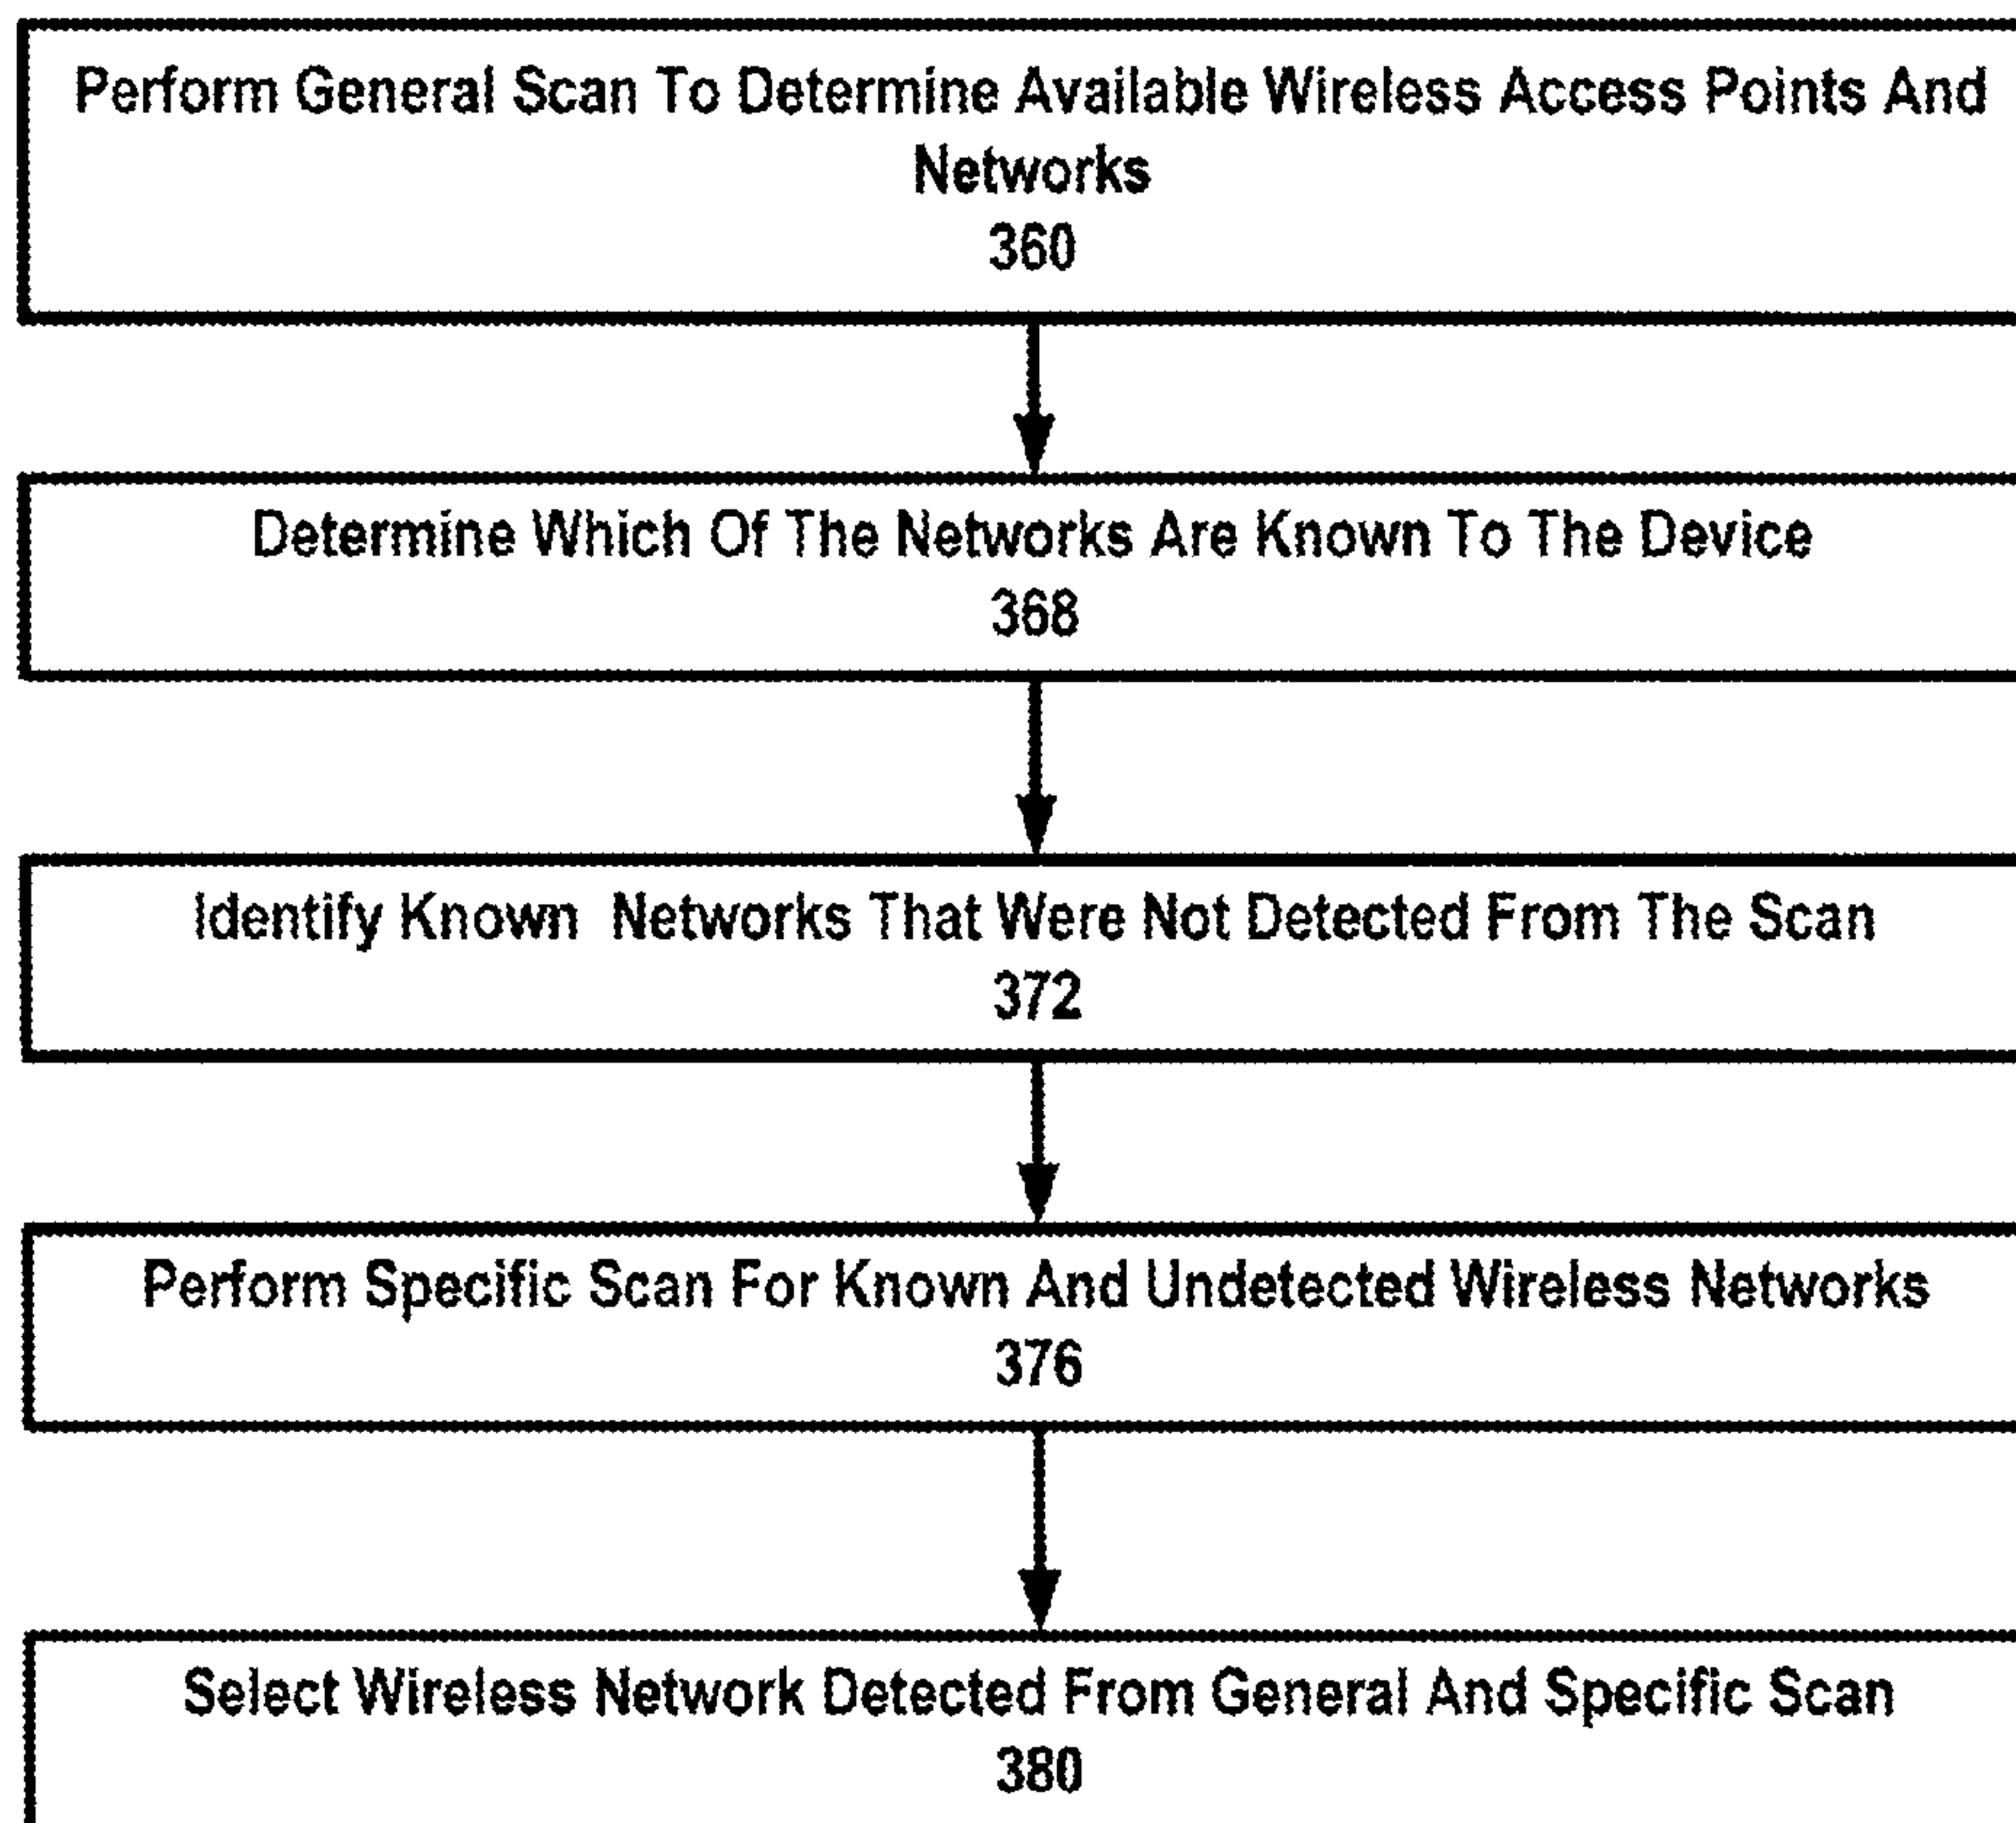 Perform General Scan To Determine Available Wireless Access Points And
Networks
360
Determine Which Of The Networks Are Known To The Device
368
Identify Known Networks That Were Not Detected From The Scan
372
Perform Specific Scan For Known And Undetected Wireless Networks
376
Select Wireless Network Detected From General And Specific Scan
380